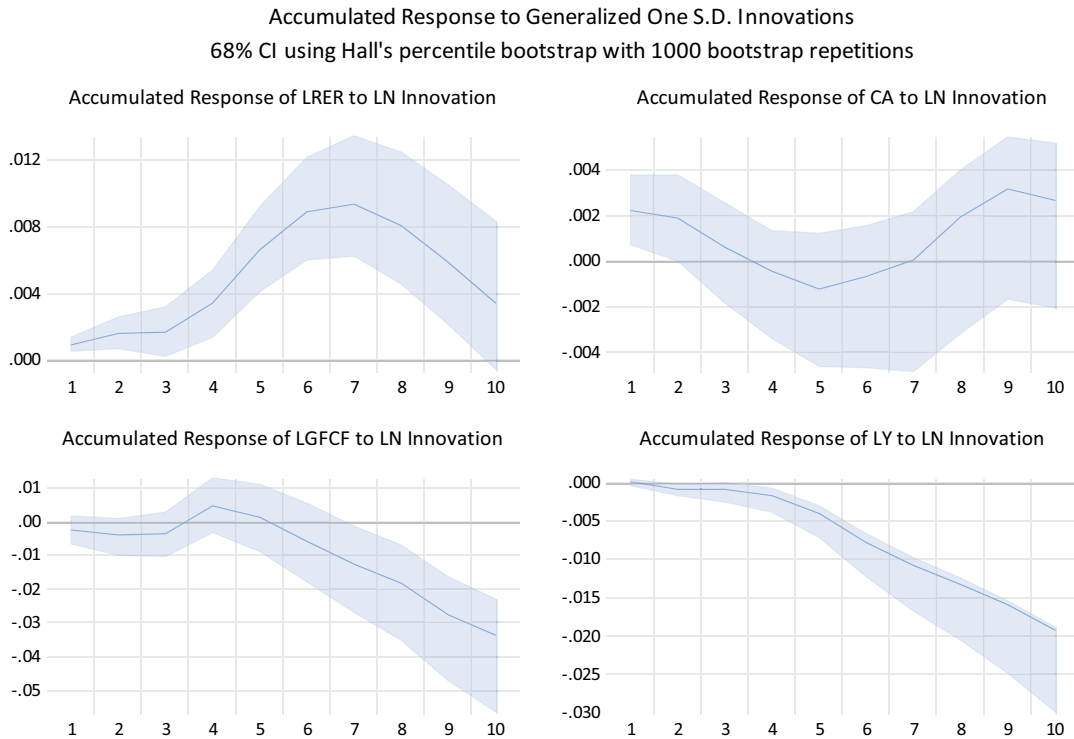 Accumulated Response to Generalized One S.D. Innovations
68% CI using Hall's percentile bootstrap with 1000 bootstrap repetitions
Accumulated Response of LRER to LN Innovation
.012
.008
.004
.000
1 2 3 4 5 6 7 8 9 10
Accumulated Response of CA to LN Innovation
.004
.002
.000
-.002
-.004
1 2 3 4 5 6 7 8 9 10
Accumulated Response of LGFCF to LN Innovation
.01
.00
-.01
-.02
-.03
-.04
-.05
1 2 3 4 5 6 7 8 9 10
Accumulated Response of LY to LN Innovation
.000
-.005
-.010
-.015
-.020
-.025
-.030
1 2 3 4 5 6 7 8 9 10